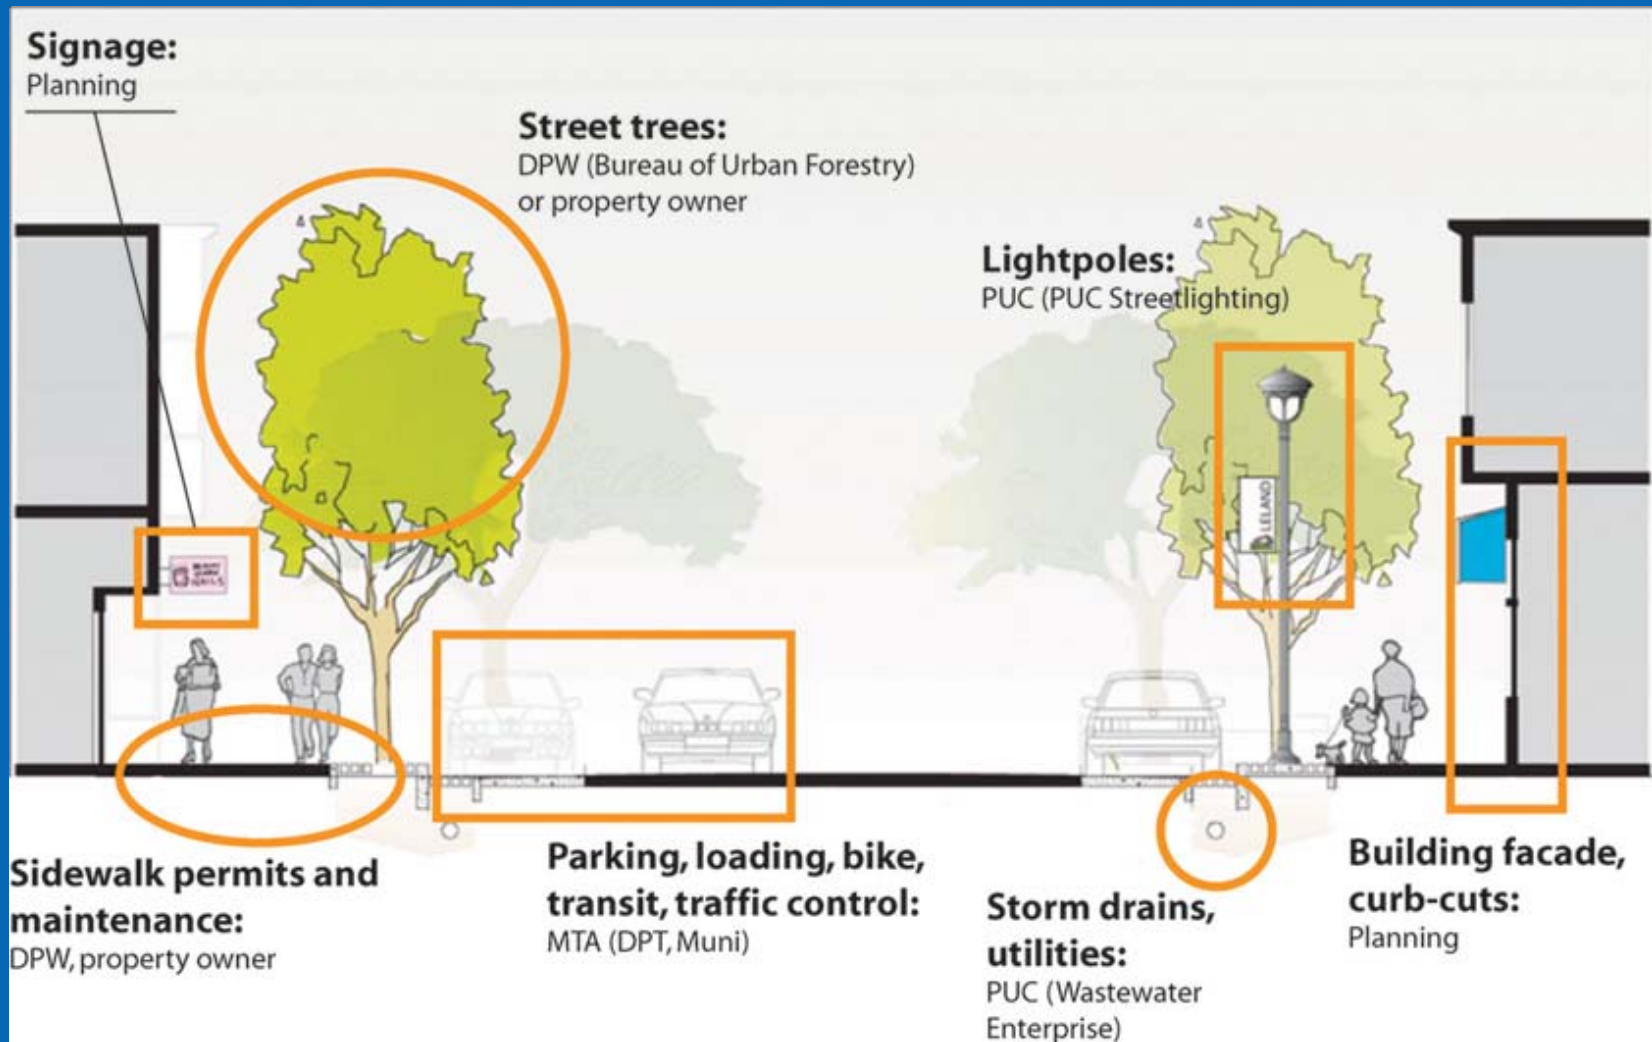 Signage:
Planning
Street trees:
DPW (Bureau of Urban Forestry)
or property owner
Lightpoles:
PUC (PUC Streetlighting)
LELAND
Sidewalk permits and
maintenance:
DPW, property owner
Parking, loading, bike,
transit, traffic control:
MTA (DPT, Muni)
Storm drains,
utilities:
PUC (Wastewater
Enterprise)
Building facade,
curb-cuts:
Planning